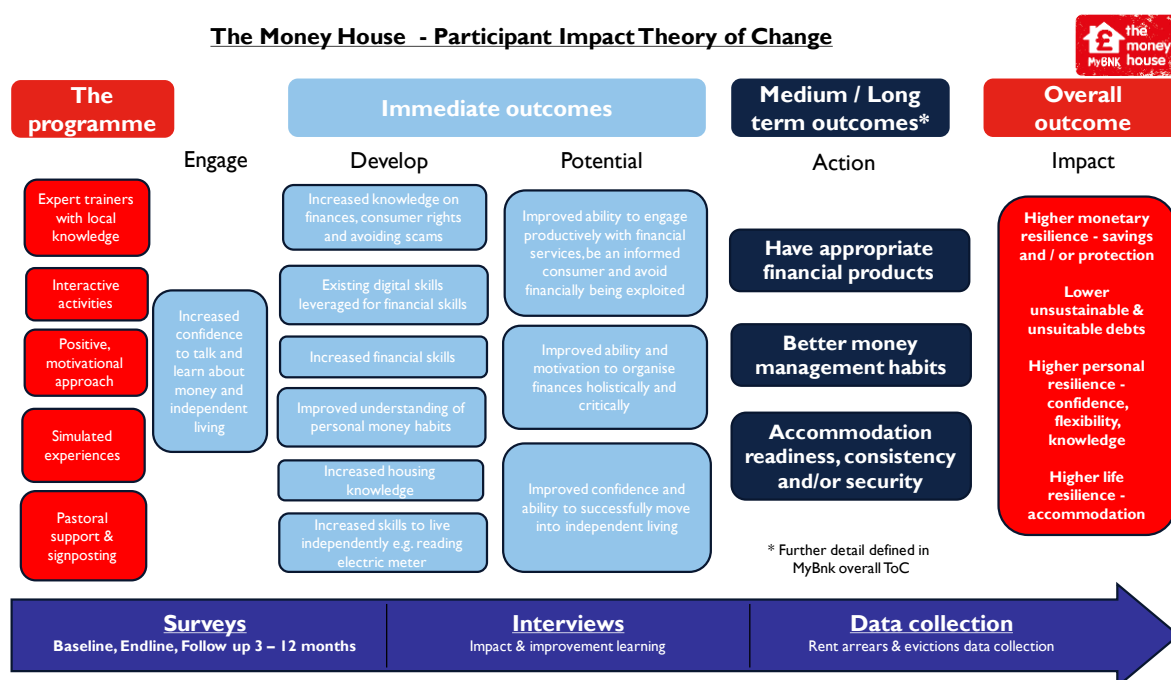 The Money House - Participant Impact Theory of Change
the
money
house
MyBNK
£
The
programme
Immediate outcomes
Medium / Long
term outcomes*
Overall
outcome
Engage
Develop
Potential
Action
Impact
Expert trainers
with local
knowledge
Interactive
activities
Positive,
motivational
approach
Simulated
experiences
Pastoral
support &
signposting
Increased
confidence
to talk and
learn about
money and
independent
living
Increased knowledge on
finances, consumer rights
and avoiding scams
Existing digital skills
leveraged for financial skills
Increased financial skills
Improved understanding of
personal money habits
Increased housing
knowledge
Increased skills to live
independently e.g. reading
electric meter
Improved ability to engage
productively with financial
services, be an informed
consumer and avoid
financially being exploited
Improved ability and
motivation to organise
finances holistically and
critically
Improved confidence and
ability to successfully move
into independent living
Have appropriate
financial products
Better money
management habits
Accommodation
readiness, consistency
and/or security
* Further detail defined in
MyBnk overall ToC
Higher monetary
resilience - savings
and / or protection
Lower
unsustainable &
unsuitable debts
Higher personal
resilience -
confidence,
flexibility,
knowledge
Higher life
resilience -
accommodation
Surveys
Baseline, Endline, Follow up 3 – 12 months
Interviews
Impact & improvement learning
Data collection
Rent arrears & evictions data collection